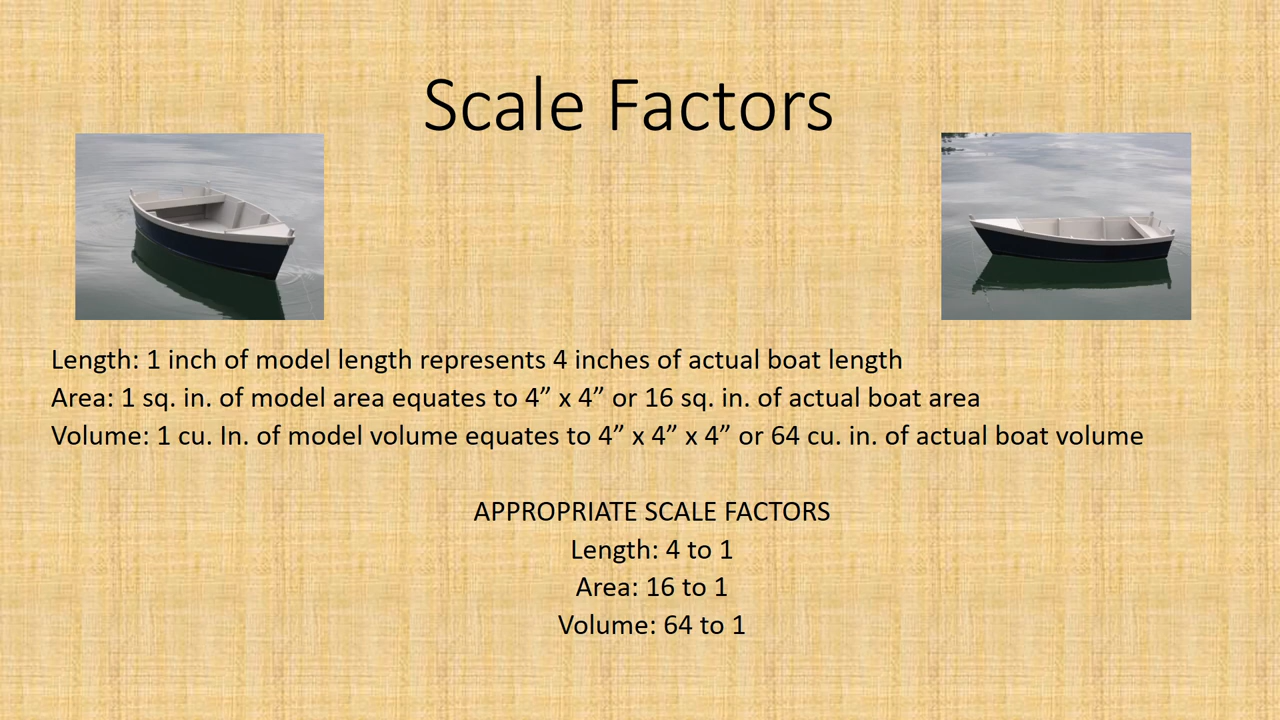 Scale Factors
Length: 1 inch of model length represents 4 inches of actual boat length
Area: 1 sq. in. of model area equates to 4” x 4” or 16 sq. in. of actual boat area
Volume: 1 cu. In. of model volume equates to 4” x 4” x 4” or 64 cu. in. of actual boat volume
APPROPRIATE SCALE FACTORS
Length: 4 to 1
Area: 16 to 1
Volume: 64 to 1